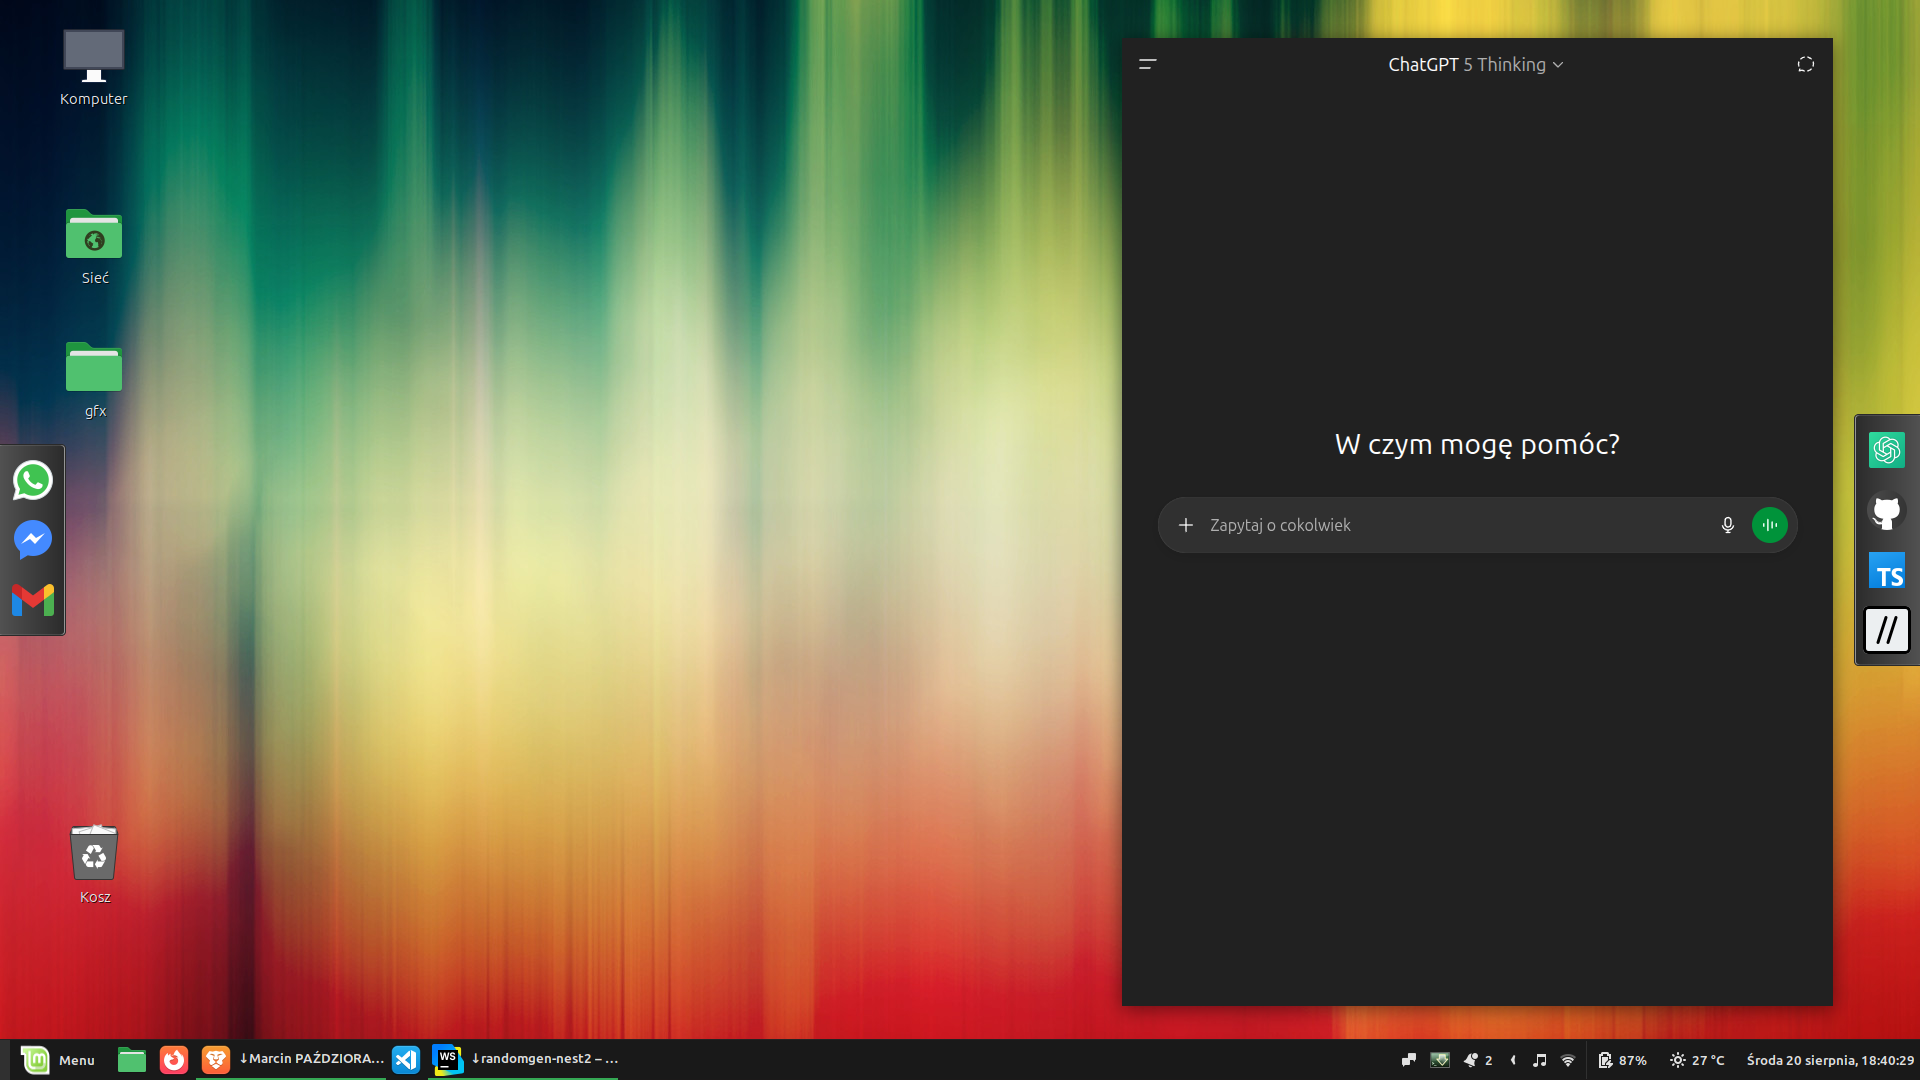 Komputer
Sieć
gfx
Kosz
ChatGPT 5 Thinking
W czym mogę pomóc?
Zapytaj o cokolwiek
TS
//
Menu
↓Marcin PAŹDZIORA...
WS
↓randomgen-nest2 – ...
2
87%
27 °C
Środa 20 sierpnia, 18:40:29